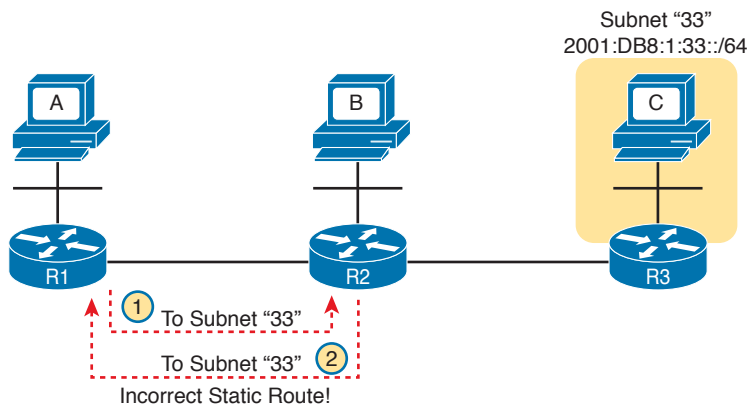 Subnet “33”
2001:DB8:1:33::/64
A
B
C
R1
R2
R3
1
To Subnet “33”
To Subnet “33”
2
Incorrect Static Route!